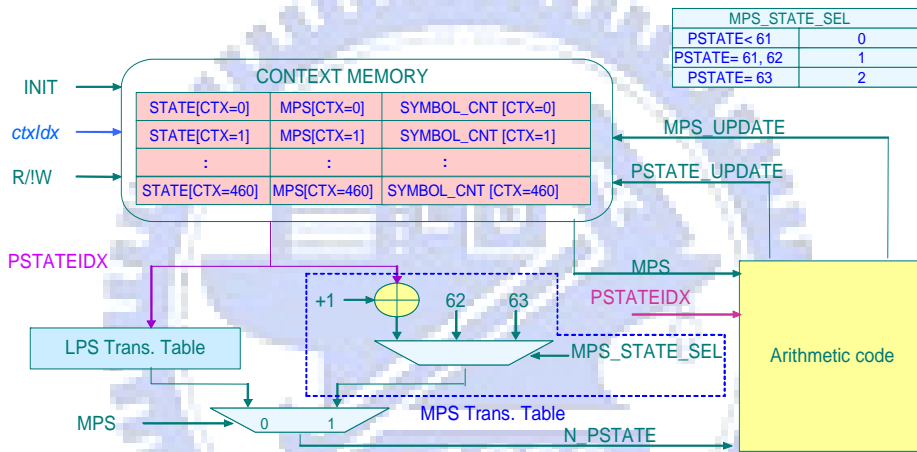 MPS_STATE_SEL
PSTATE< 61 0
PSTATE= 61, 62 1
PSTATE= 63 2
CONTEXT MEMORY
INIT
STATE[CTX=0] MPS[CTX=0] SYMBOL_CNT [CTX=0]
ctxIdx
STATE[CTX=1] MPS[CTX=1] SYMBOL_CNT [CTX=1]
MPS_UPDATE
: : :
R/!W
PSTATE_UPDATE
STATE[CTX=460] MPS[CTX=460] SYMBOL_CNT [CTX=460]
PSTATEIDX
MPS
+1 62 63
PSTATEIDX
LPS Trans. Table
MPS_STATE_SEL
Arithmetic code
MPS Trans. Table
MPS
0 1
N_PSTATE